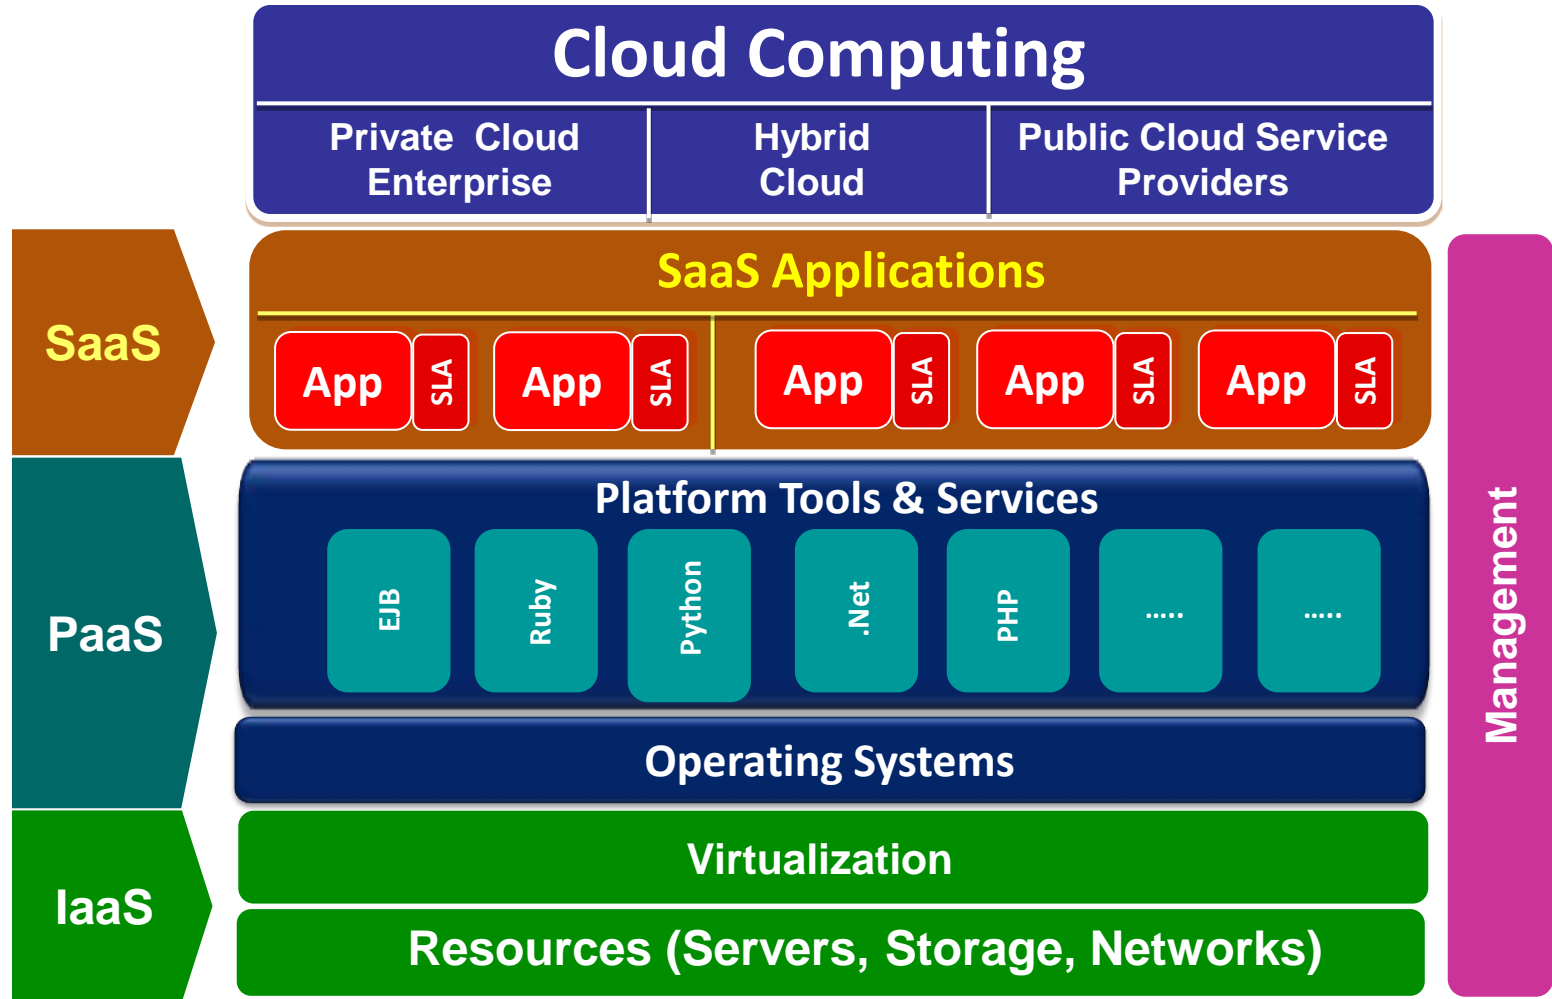 Cloud Computing
Private Cloud
Enterprise
Hybrid
Cloud
Public Cloud Service
Providers
SaaS
SaaS Applications
App
SLA
App
SLA
App
SLA
App
SLA
App
SLA
PaaS
Platform Tools & Services
EJB
Ruby
Python
.Net
PHP
.....
.....
Operating Systems
IaaS
Virtualization
Resources (Servers, Storage, Networks)
Management